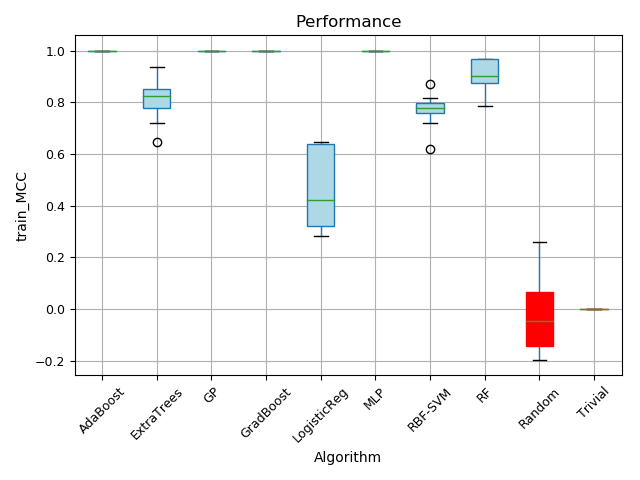 Performance
train_MCC
1.0
0.8
0.6
0.4
0.2
0.0
−0.2
AdaBoost
ExtraTrees
GP
GradBoost
LogisticReg
MLP
RBF-SVM
RF
Random
Trivial
Algorithm